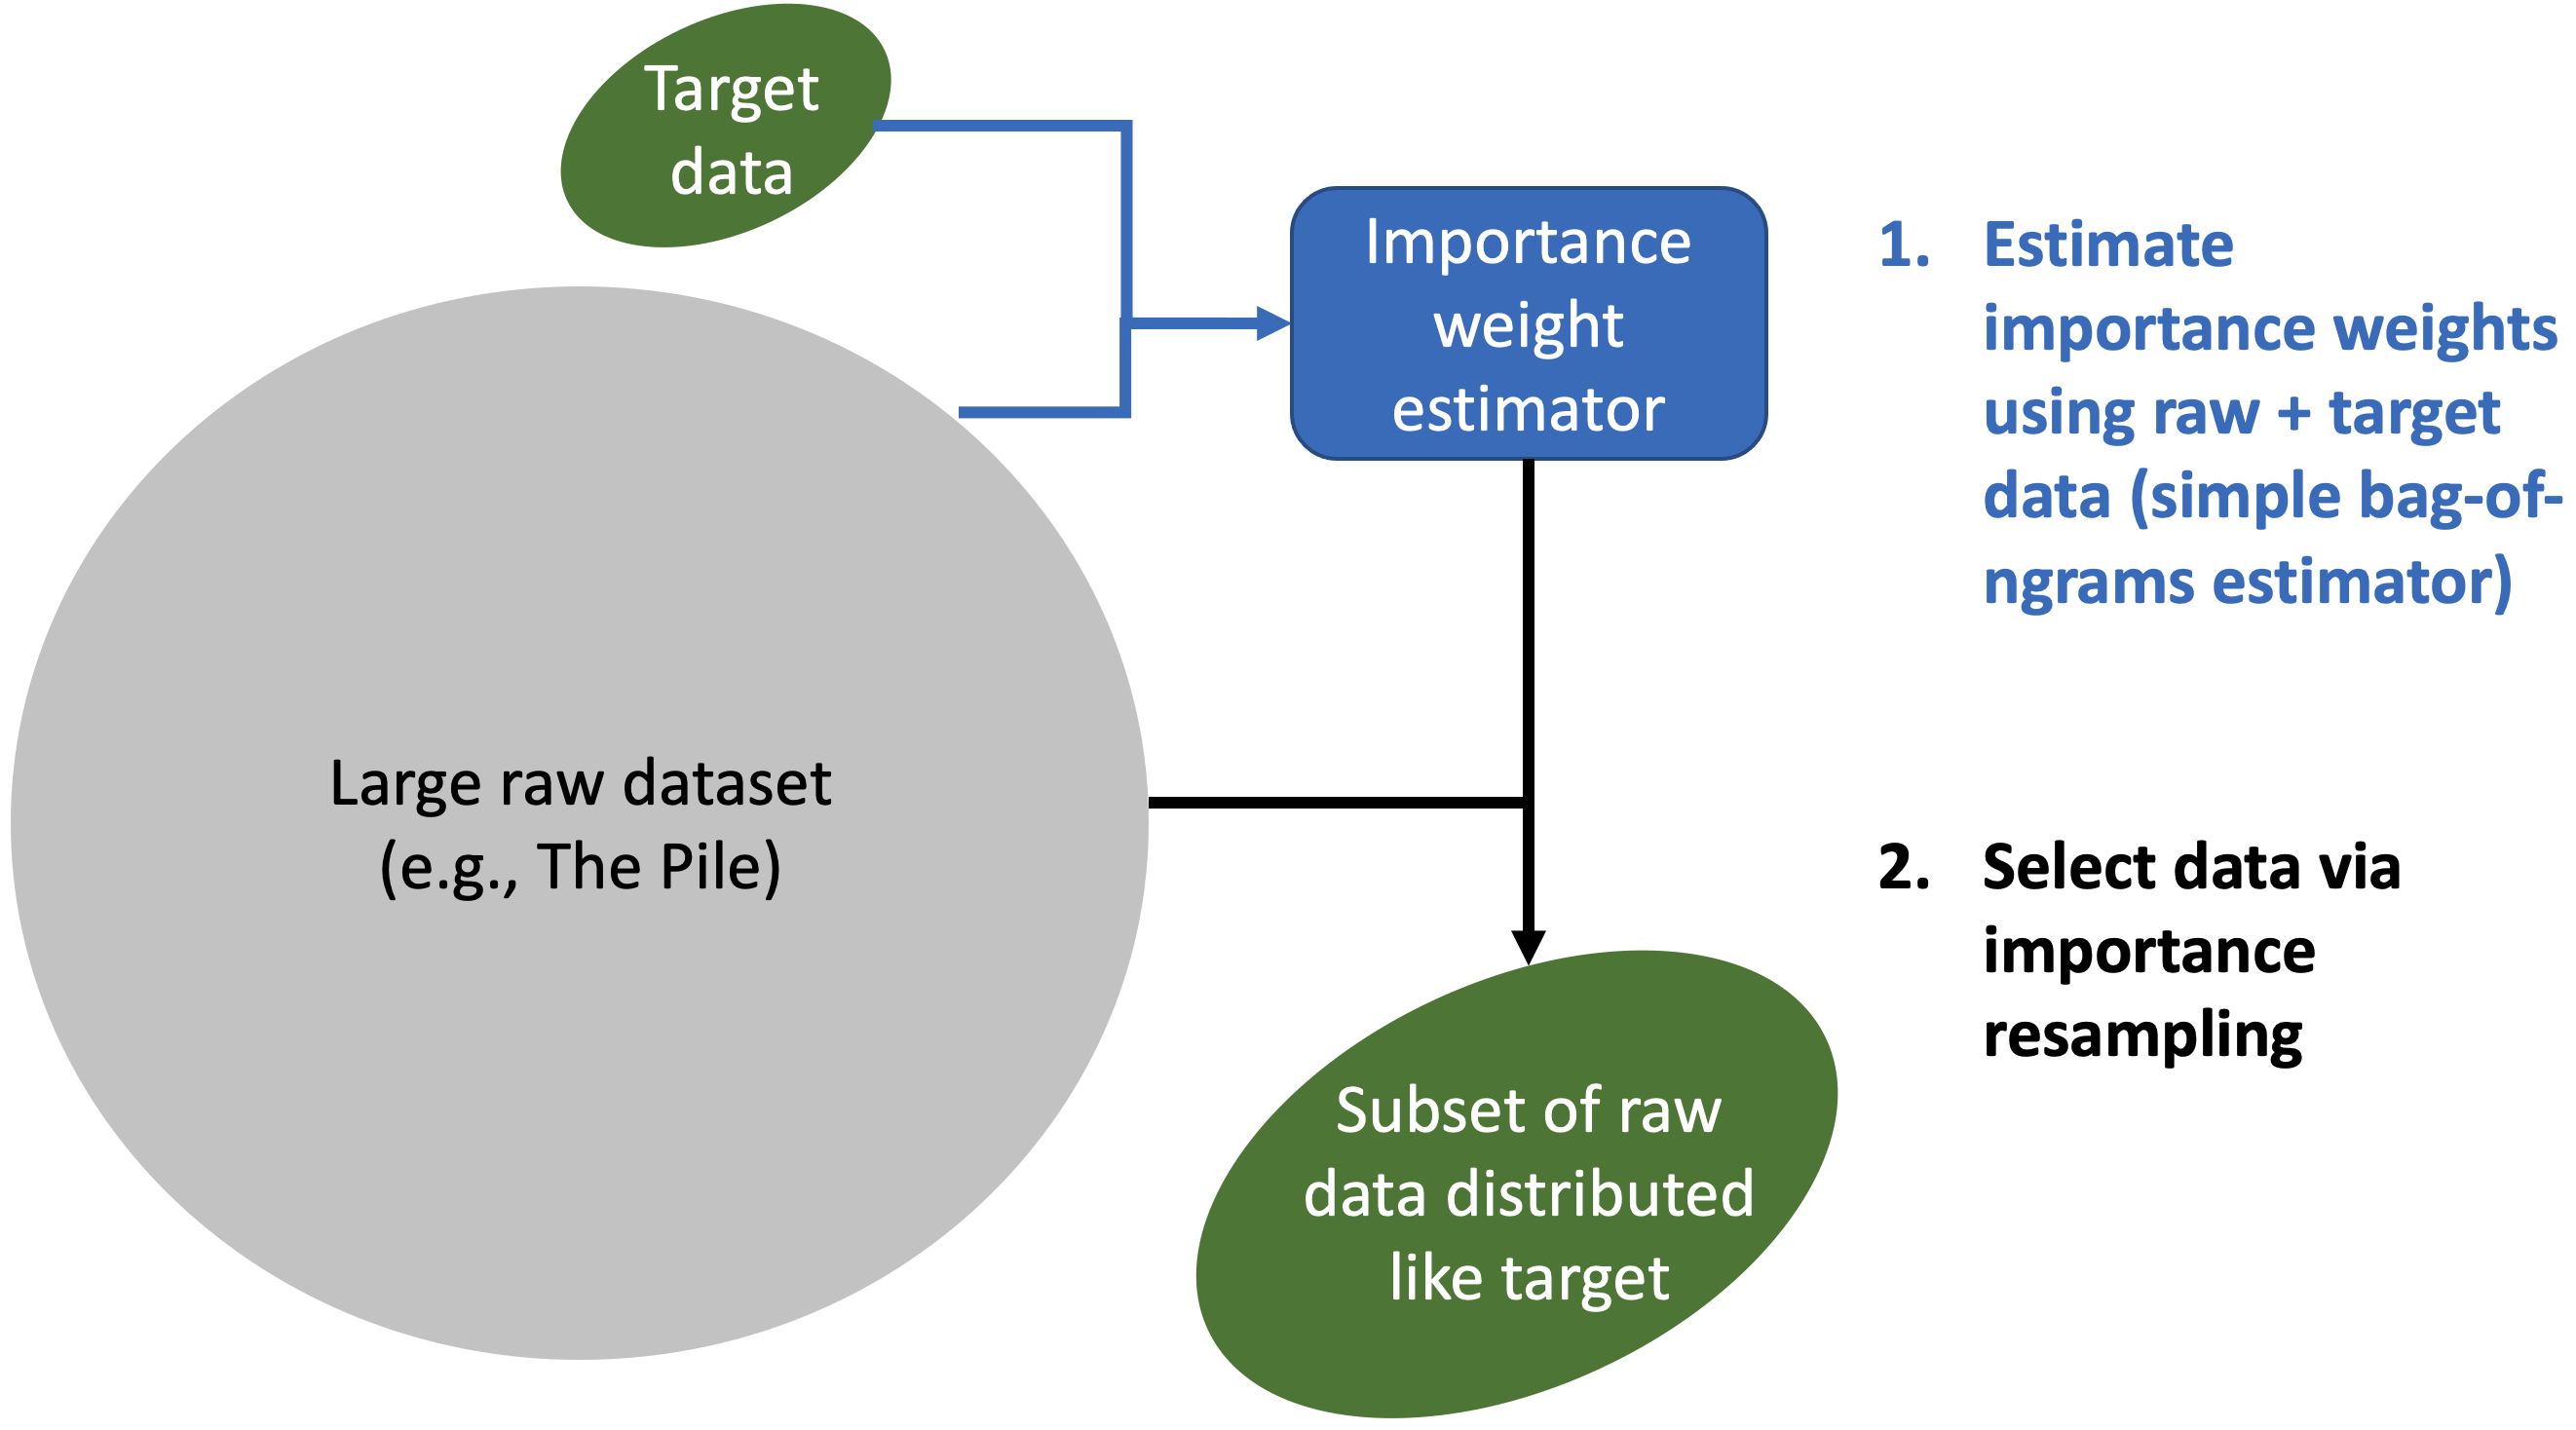 Target
data
Importance
weight
estimator
1. Estimate
importance weights
using raw + target
data (simple bag-of-
ngrams estimator)
Large raw dataset
(e.g., The Pile)
2. Select data via
importance
resampling
Subset of raw
data distributed
like target